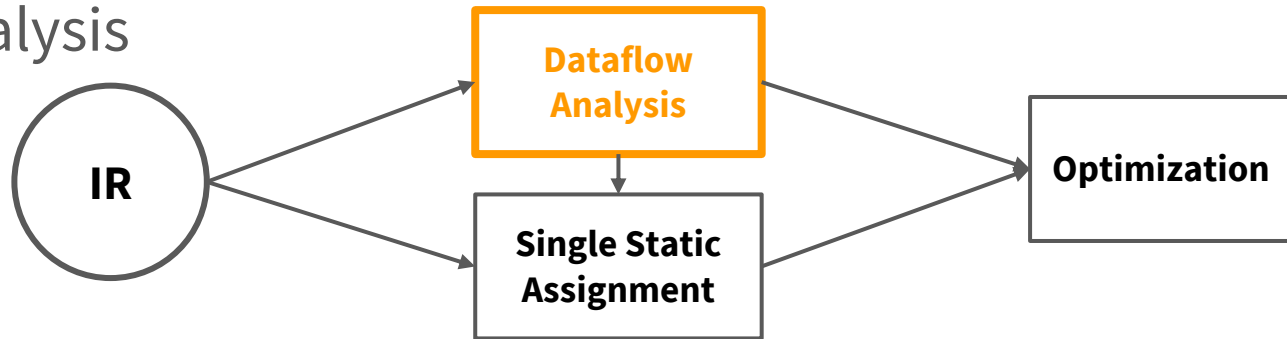 alysis
Dataflow
Analysis
IR
Optimization
Single Static
Assignment